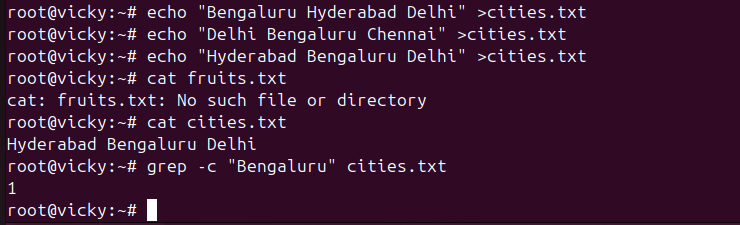 root@vicky:~# echo "Bengaluru Hyderabad Delhi" >cities.txt
root@vicky:~# echo "Delhi Bengaluru Chennai" >cities.txt
root@vicky:~# echo "Hyderabad Bengaluru Delhi" >cities.txt
root@vicky:~# cat fruits.txt
cat: fruits.txt: No such file or directory
root@vicky:~# cat cities.txt
Hyderabad Bengaluru Delhi
root@vicky:~# grep -c "Bengaluru" cities.txt
1
root@vicky:~#